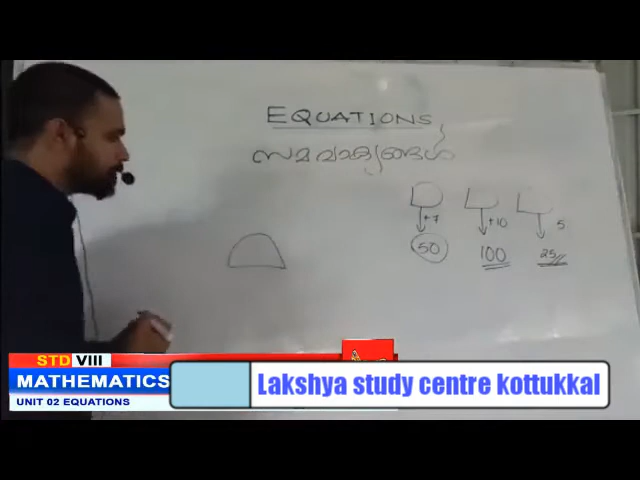 EQUATIONS
സമവാക്യങ്ങൾ
+7 +10 5
50 100 25
STD VIII
MATHEMATICS
UNIT 02 EQUATIONS
Lakshya study centre kottukkal